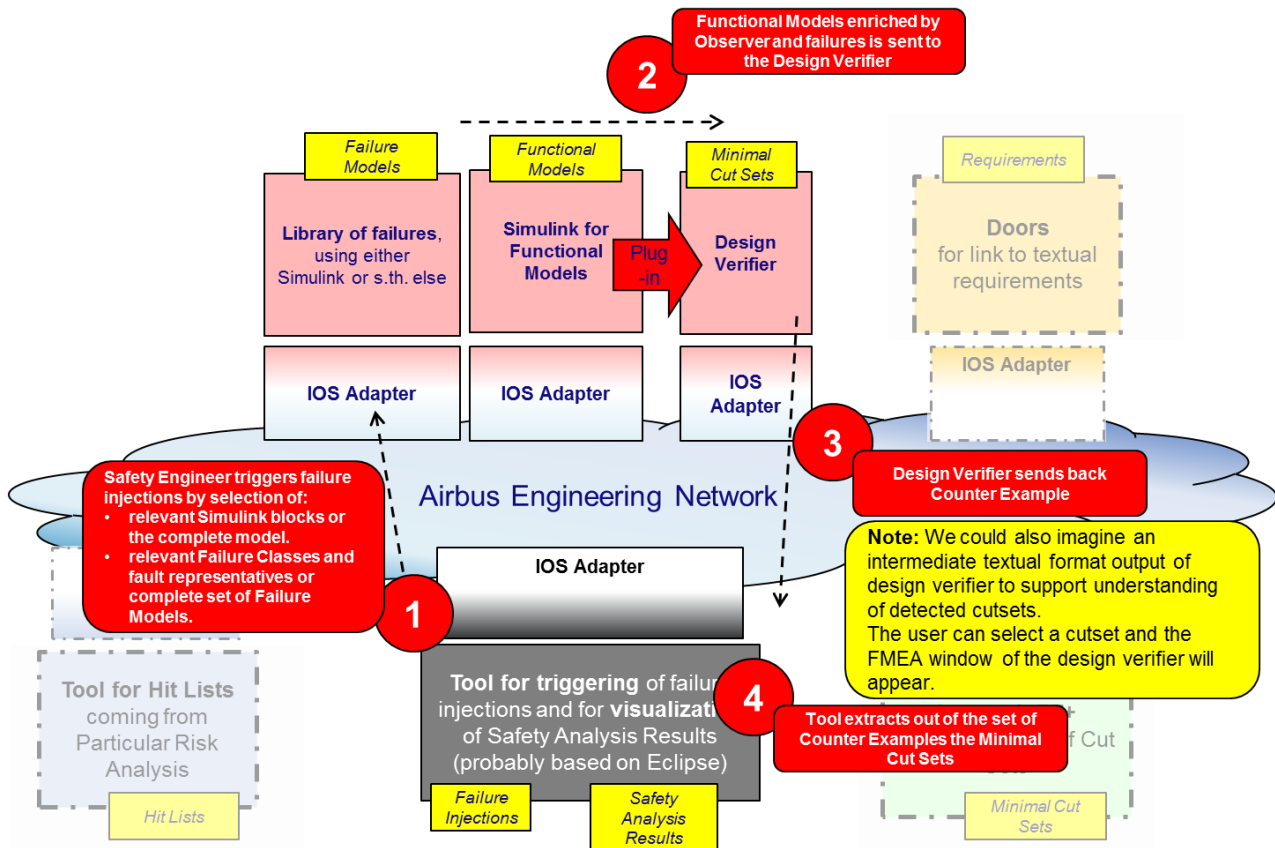 Functional Models enriched by
Observer and failures is sent to
the Design Verifier
2
Failure
Models
Functional
Models
Minimal
Cut Sets
Requirements
Library of failures,
using either
Simulink or s.th. else
Simulink for
Functional
Models
Plug
-in
Design
Verifier
Doors
for link to textual
requirements
IOS Adapter
IOS Adapter
IOS
Adapter
IOS Adapter
3
Safety Engineer triggers failure
injections by selection of:
• relevant Simulink blocks or
the complete model.
• relevant Failure Classes and
fault representatives or
complete set of Failure
Models.
Airbus Engineering Network
Design Verifier sends back
Counter Example
Note: We could also imagine an
intermediate textual format output of
design verifier to support understanding
of detected cutsets.
The user can select a cutset and the
FMEA window of the design verifier will
appear.
IOS Adapter
1
Tool for Hit Lists
coming from
Particular Risk
Analysis
Hit Lists
Tool for triggering of failur
injections and for visualizati
of Safety Analysis Results
(probably based on Eclipse)
4
Tool extracts out of the set of
Counter Examples the Minimal
Cut Sets
+
f Cut
Failure
Injections
Safety
Analysis
Results
Minimal Cut
Sets